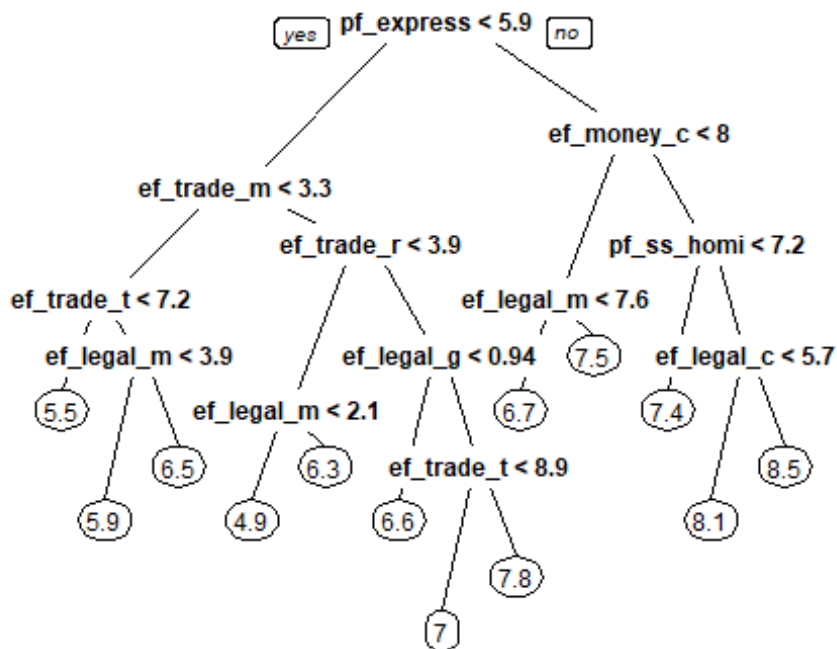 yes pf_express < 5.9 no
ef_money_c < 8
ef_trade_m < 3.3
ef_trade_r < 3.9 pf_ss_homi < 7.2
ef_trade_t < 7.2 ef_legal_m < 7.6
ef_legal_m < 3.9 ef_legal_g < 0.94 7.5 ef_legal_c < 5.7
5.5 ef_legal_m < 2.1 6.7 7.4
6.5 6.3 ef_trade_t < 8.9 8.5
5.9 4.9 6.6 8.1
7.8
7